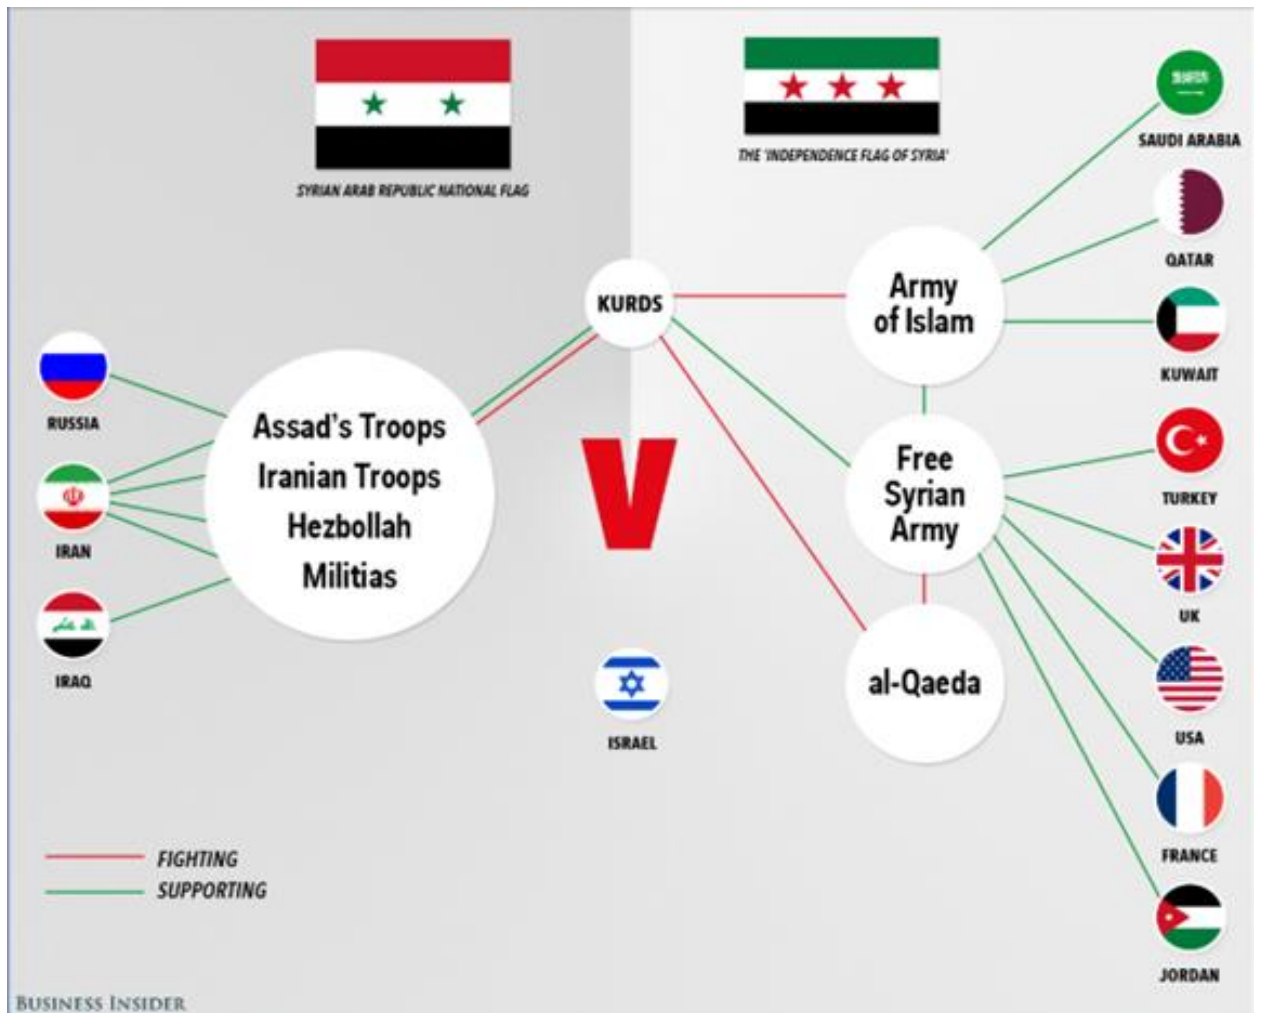 SYRIAN ARAB REPUBLIC NATIONAL FLAG
THE 'INDEPENDENCE FLAG OF SYRIA'
SAUDI ARABIA
QATAR
KUWAIT
TURKEY
UK
USA
FRANCE
JORDAN
KURDS
Army
of Islam
Free
Syrian
Army
al-Qaeda
V
ISRAEL
RUSSIA
IRAN
IRAQ
Assad's Troops
Iranian Troops
Hezbollah
Militias
FIGHTING
SUPPORTING
BUSINESS INSIDER